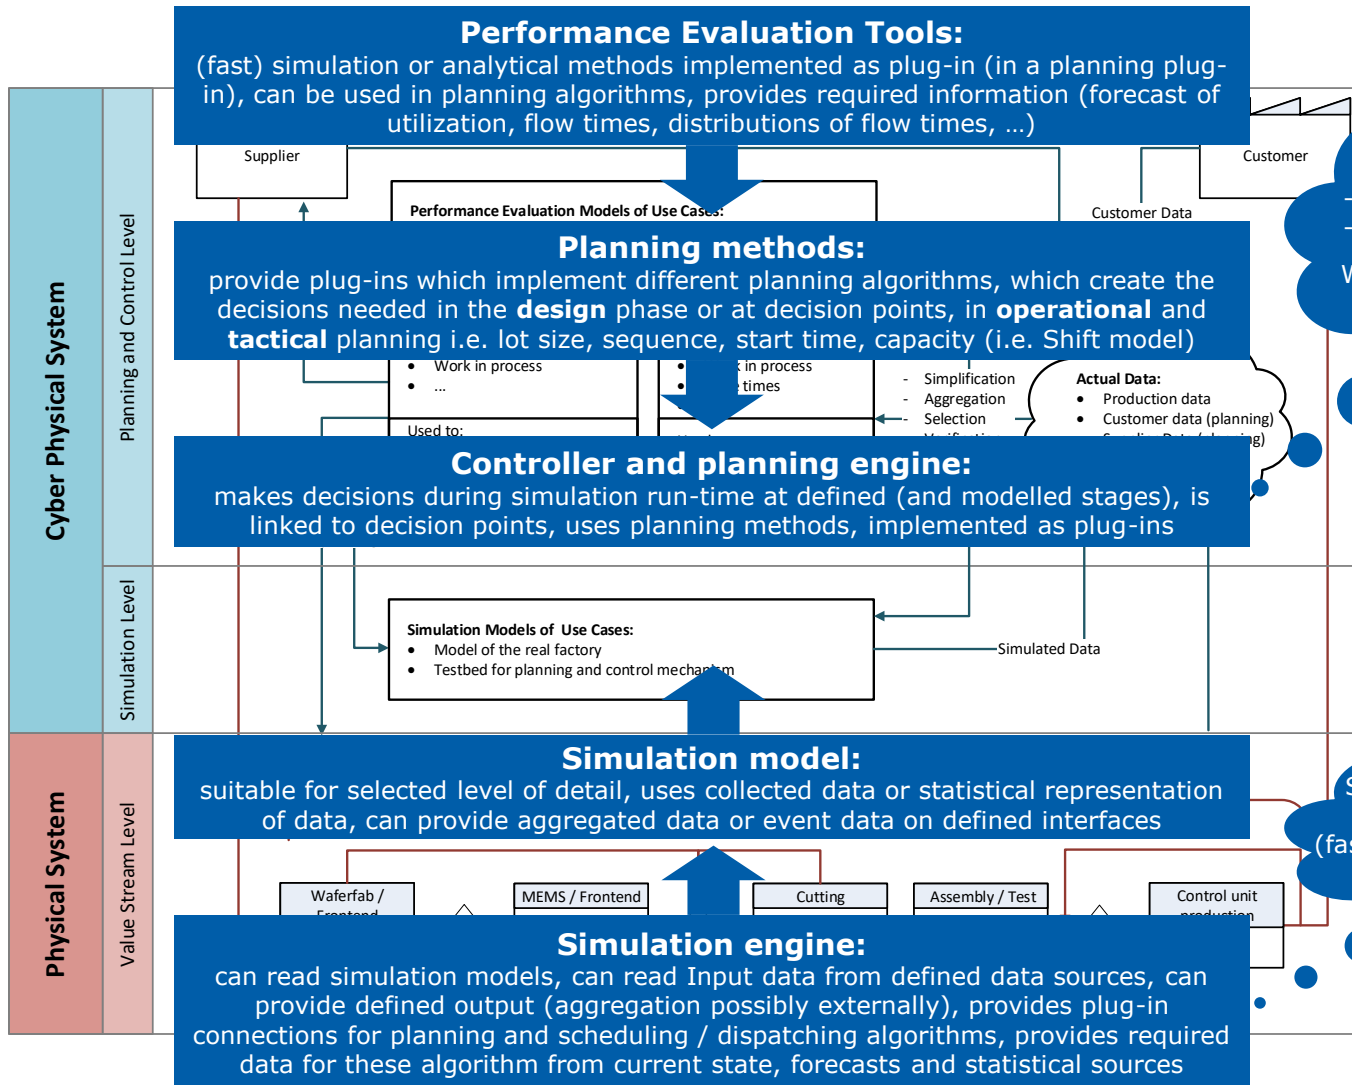 Performance Evaluation Tools:
(fast) simulation or analytical methods implemented as plug-in (in a planning plug-
in), can be used in planning algorithms, provides required information (forecast of
utilization, flow times, distributions of flow times, …)
Supplier
Customer
Performance Evaluation Models of Use Cases:
Customer Data
Planning methods:
provide plug-ins which implement different planning algorithms, which create the
decisions needed in the design phase or at decision points, in operational and
tactical planning i.e. lot size, sequence, start time, capacity (i.e. Shift model)
• Work in process
• ...
in process
times
- Simplification
- Aggregation
- Selection
Actual Data:
• Production data
• Customer data (planning)
Used to:
Controller and planning engine:
makes decisions during simulation run-time at defined (and modelled stages), is
linked to decision points, uses planning methods, implemented as plug-ins
Cyber Physical System
Planning and Control Level
Simulation Level
Simulation Models of Use Cases:
• Model of the real factory
• Testbed for planning and control mechanism
Simulated Data
Simulation model:
suitable for selected level of detail, uses collected data or statistical representation
of data, can provide aggregated data or event data on defined interfaces
(fas
Physical System
Value Stream Level
Waferfab /
Frontend
MEMS / Frontend
Cutting
Assembly / Test
Control unit
production
Simulation engine:
can read simulation models, can read Input data from defined data sources, can
provide defined output (aggregation possibly externally), provides plug-in
connections for planning and scheduling / dispatching algorithms, provides required
data for these algorithm from current state, forecasts and statistical sources